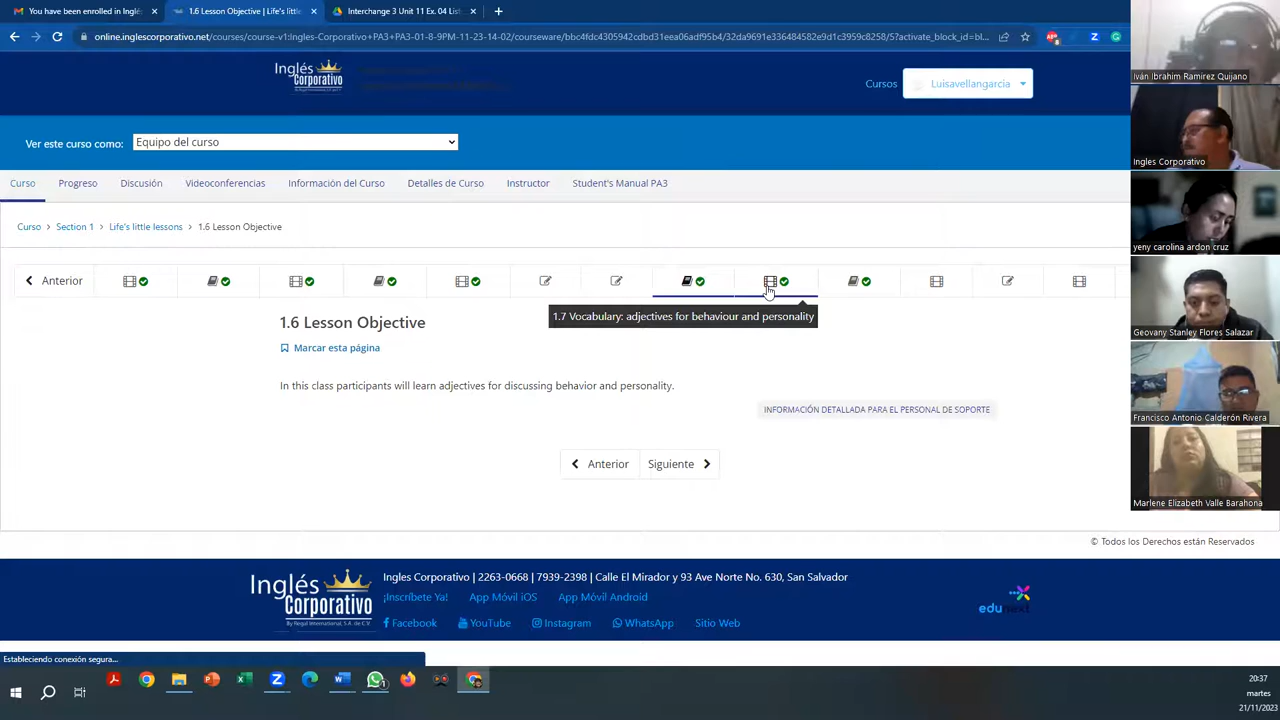 You have been enrolled in Inglés
1.6 Lesson Objective | Life's little
Interchange 3 Unit 11 Ex. 04 List
online.inglescorporativo.net/courses/course-v1:Ingles-Corporativo+PA3+PA3-01-8-9PM-11-23-14-02/courseware/bbc4fdc4305942cdbd31eea06adf95b4/32da9691e336484582e9d1c3959c8258/5?activate_block_id=bl...
Inglés
Corporativo
Cursos
Luisavellangarcia
Ver este curso como:
Equipo del curso
Curso
Progreso
Discusión
Videoconferencias
Información del Curso
Detalles de Curso
Instructor
Student's Manual PA3
Curso > Section 1 > Life's little lessons > 1.6 Lesson Objective
Anterior
1.7 Vocabulary: adjectives for behaviour and personality
1.6 Lesson Objective
Marcar esta página
In this class participants will learn adjectives for discussing behavior and personality.
INFORMACIÓN DETALLADA PARA EL PERSONAL DE SOPORTE
Anterior
Siguiente
© Todos los Derechos están Reservados
Inglés
Corporativo
By Regal International, S.A. de C.V.
Ingles Corporativo | 2263-0668 | 7939-2398 | Calle El Mirador y 93 Ave Norte No. 630, San Salvador
¡Inscríbete Ya!
App Móvil iOS
App Móvil Android
Facebook
YouTube
Instagram
WhatsApp
Sitio Web
edunext
Estableciendo conexión segura...
20:37
martes
21/11/2023
Iván Ibrahim Ramirez Quijano
Ingles Corporativo
yeny carolina ardon cruz
Geovany Stanley Flores Salazar
Francisco Antonio Calderón Rivera
Marlene Elizabeth Valle Barahona